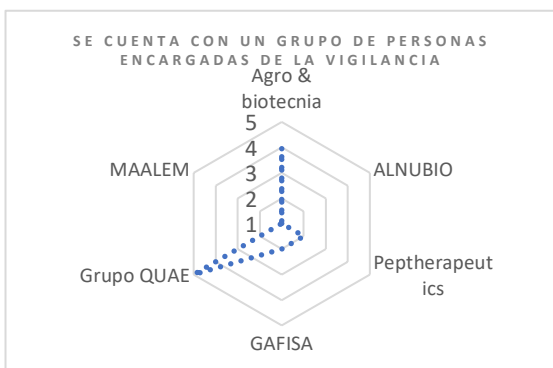 SE CUENTA CON UN GRUPO DE PERSONAS
ENCARGADAS DE LA VIGILANCIA
Agro &
biotecnia
5
4
3
2
1
MAALEM
ALNUBIO
Grupo QUAE
Peptherapeut
ics
GAFISA